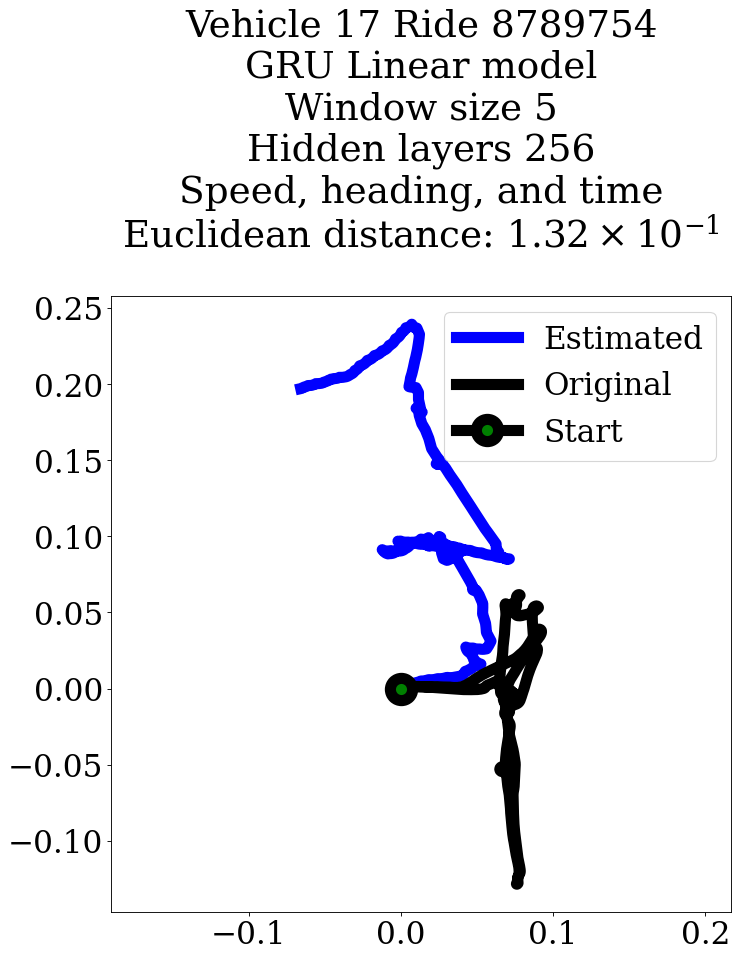 Vehicle 17 Ride 8789754
GRU Linear model
Window size 5
Hidden layers 256
Speed, heading, and time
Euclidean distance: 1.32 × 10⁻¹
Estimated
Original
Start
0.25
0.20
0.15
0.10
0.05
0.00
−0.05
−0.10
−0.1 0.0 0.1 0.2